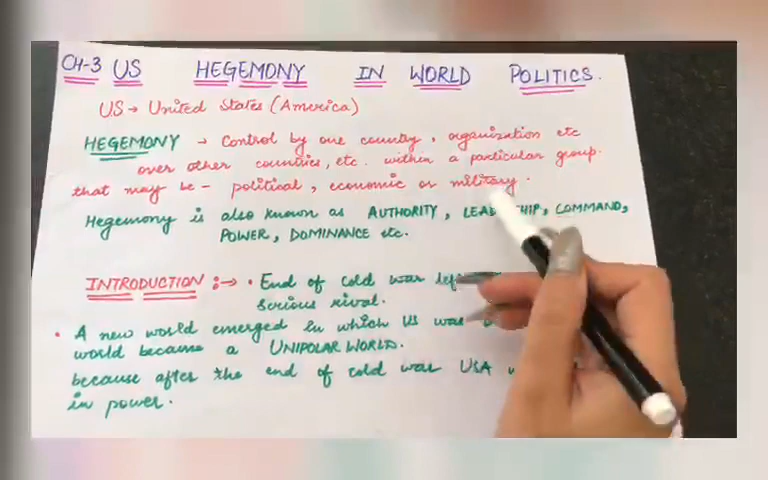 CH-3 US HEGEMONY IN WORLD POLITICS.
US → United States (America)
HEGEMONY → Control by one country, organization etc
over other countries, etc. within a particular group.
that may be - political, economic or military.
Hegemony is also known as AUTHORITY, COMMAND,
POWER, DOMINANCE etc.
INTRODUCTION :→ • End of cold war
serious rival.
• A new world emerged in which US was
world became a UNIPOLAR WORLD.
because after the end of cold war USA
in power.